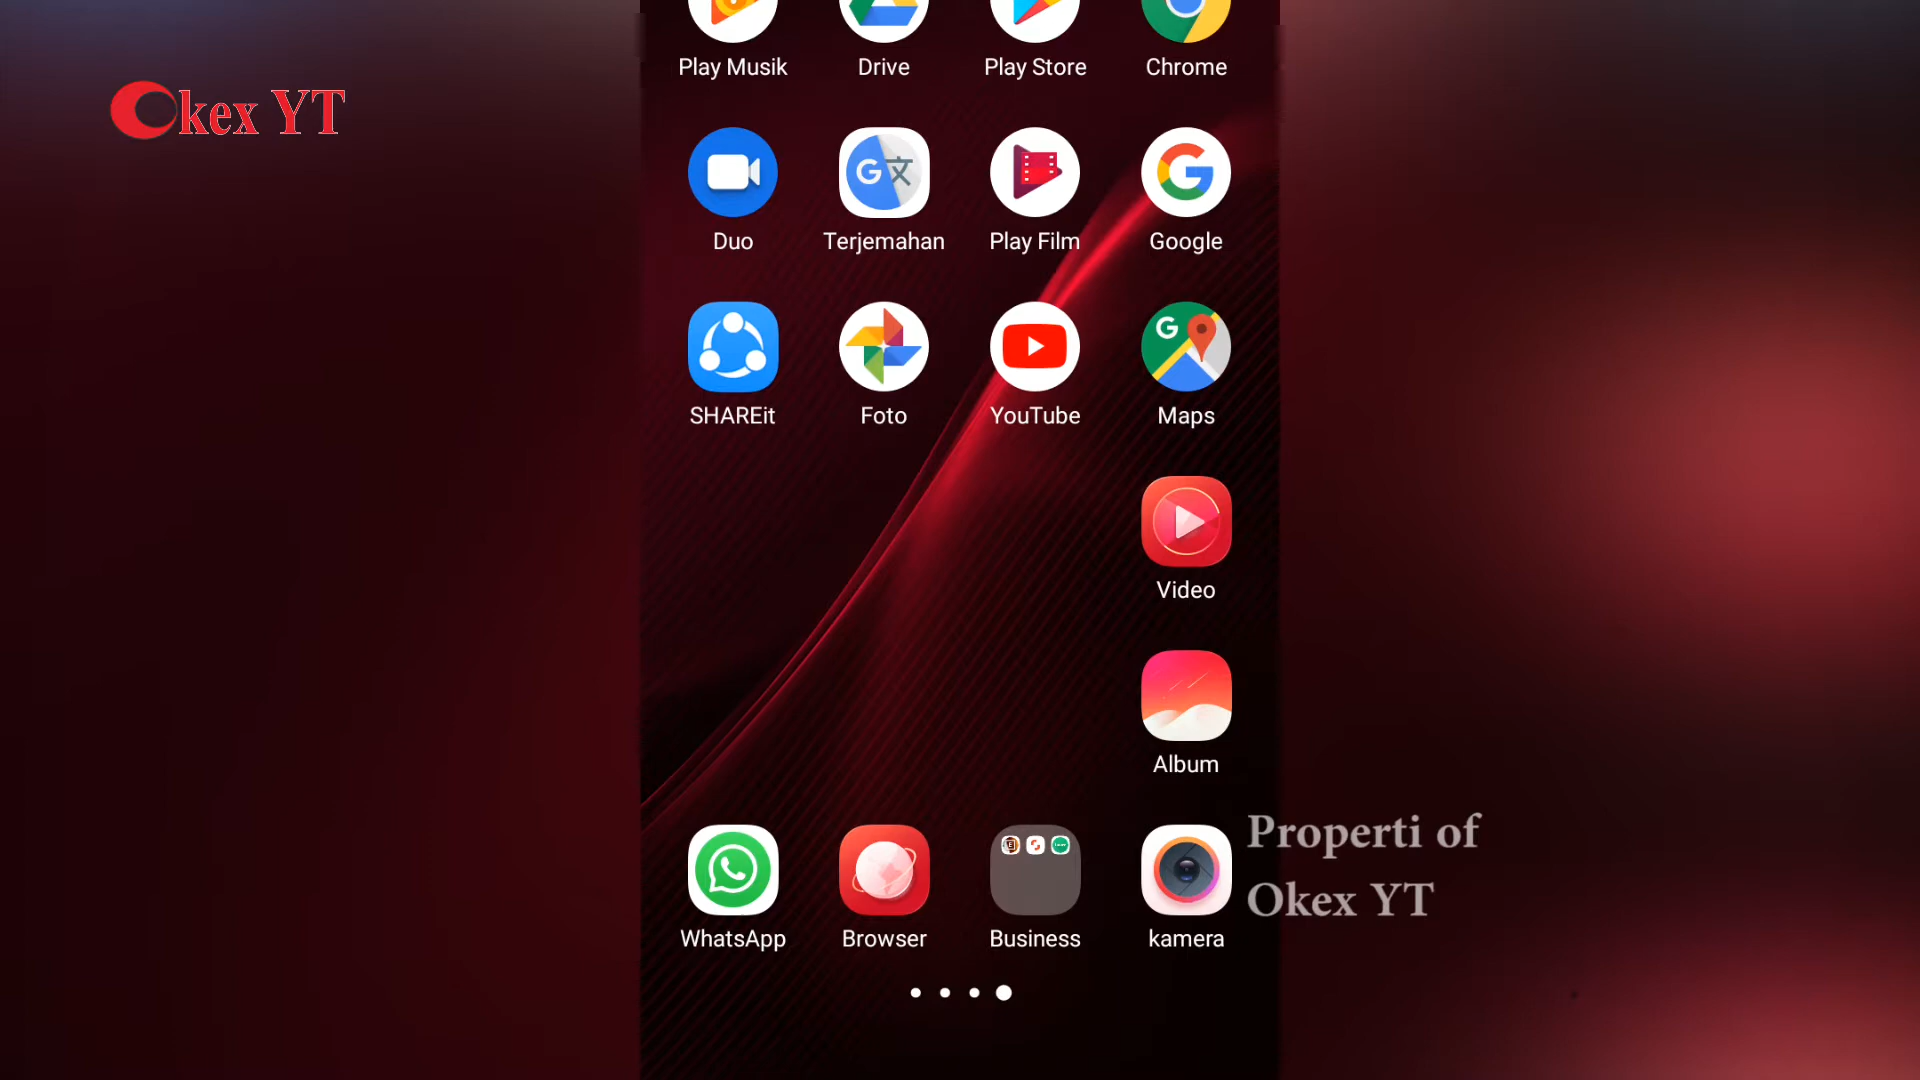 Okex YT
Play Musik
Drive
Play Store
Chrome
Duo
Terjemahan
Play Film
Google
SHAREit
Foto
YouTube
Maps
Video
Album
WhatsApp
Browser
Business
kamera
Properti of
Okex YT